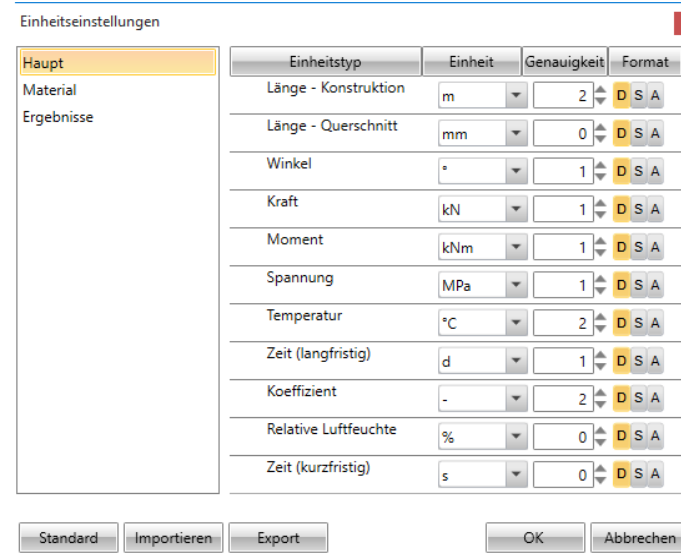 Einheitseinstellungen
Haupt
Material
Ergebnisse
Einheitstyp Einheit Genauigkeit Format
Länge - Konstruktion m 2 D S A
Länge - Querschnitt mm 0 D S A
Winkel ° 1 D S A
Kraft kN 1 D S A
Moment kNm 1 D S A
Spannung MPa 1 D S A
Temperatur °C 2 D S A
Zeit (langfristig) d 1 D S A
Koeffizient - 2 D S A
Relative Luftfeuchte % 0 D S A
Zeit (kurzfristig) s 0 D S A
Standard Importieren Export OK Abbrechen